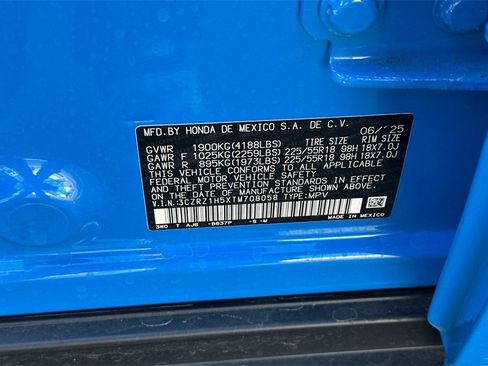 MFD.BY HONDA DE MEXICO S.A. DE C.V. 06/'25
TIRE SIZE RIM SIZE
GVWR 1900KG(4188LBS)
GAWR F 1025KG(2259LBS) 225/55R18 98H 18X7.0J
GAWR R 895KG(1973LBS) 225/55R18 98H 18X7.0J
THIS VEHICLE CONFORMS TO ALL APPLICABLE
FEDERAL MOTOR VEHICLE SAFETY AND
THEFT PREVENTION STANDARDS IN EFFECT ON
THE DATE OF MANUFACTURE SHOWN ABOVE.
V.I.N.:3CZRZ1H5XTM708058 TYPE:MPV
3W0 T AJB B637P -S-M MADE IN MEXICO